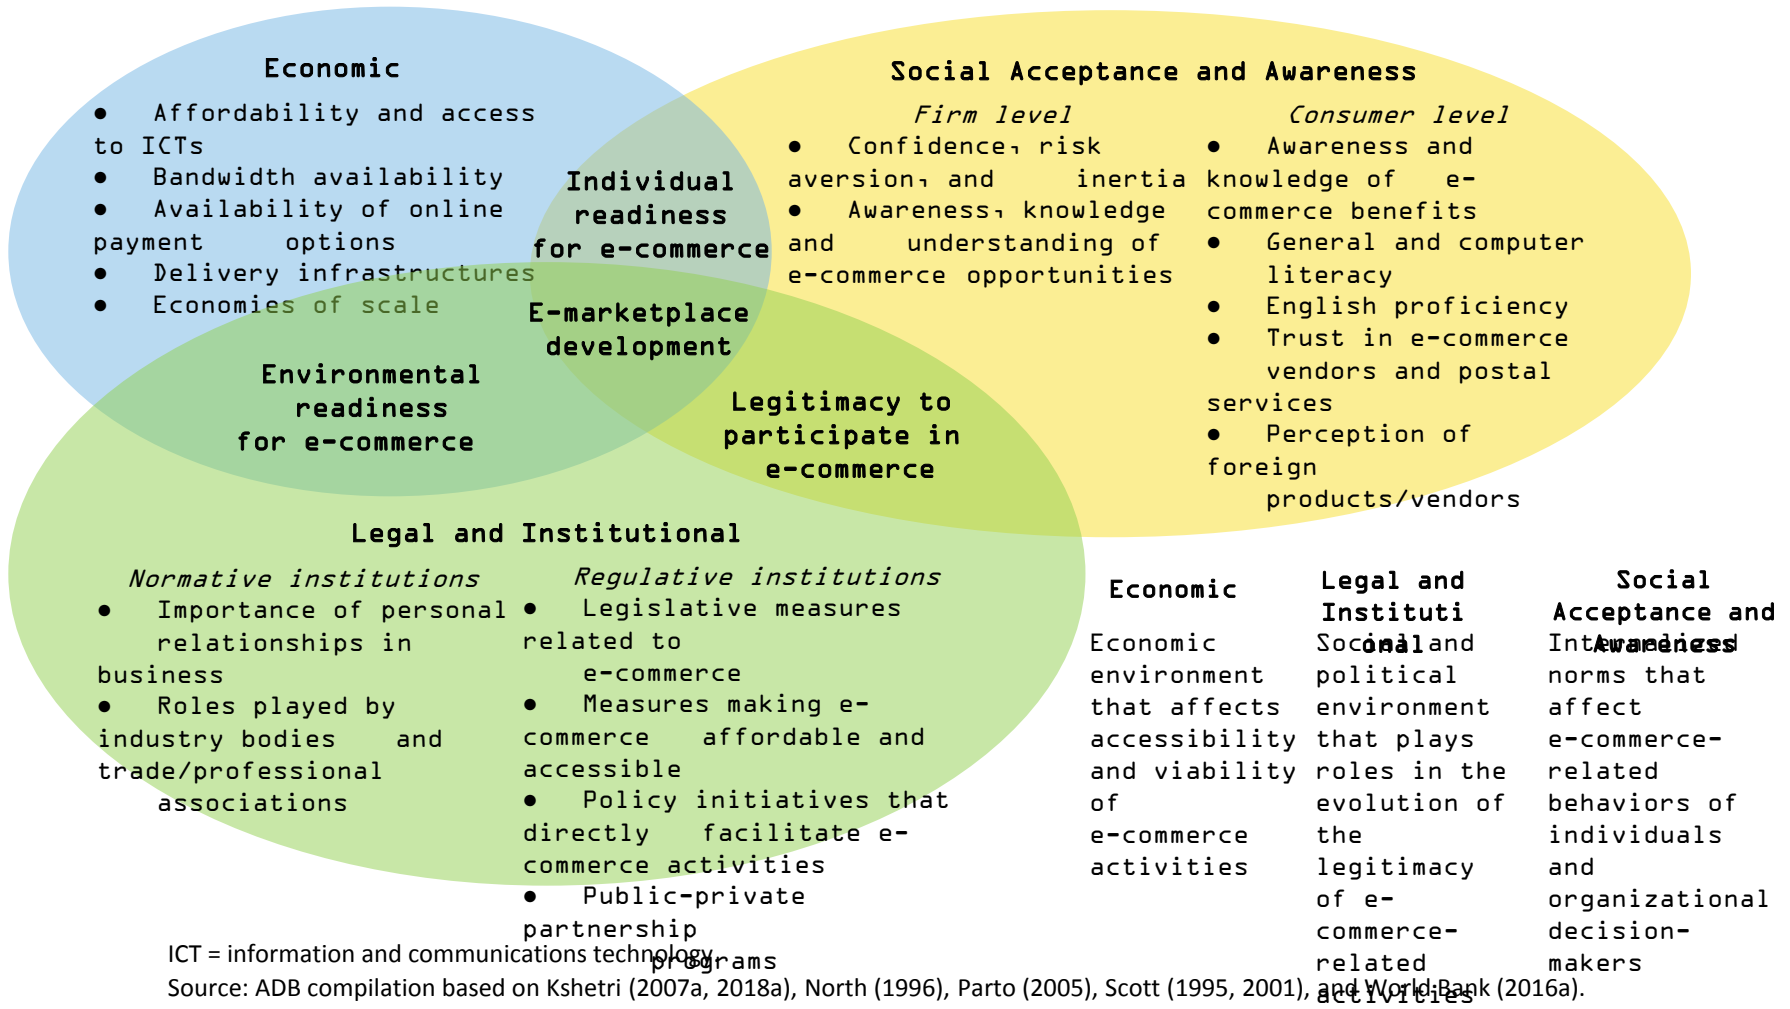 Economic
● Affordability and access
to ICTs
● Bandwidth availability
● Availability of online
payment options
● Delivery infrastructures
● Economies of scale
Social Acceptance and Awareness
Firm level
● Confidence, risk
aversion, and inertia
● Awareness, knowledge
and understanding of
e-commerce opportunities
Consumer level
● Awareness and
knowledge of e-
commerce benefits
● General and computer
literacy
● English proficiency
● Trust in e-commerce
vendors and postal
services
● Perception of
foreign
products/vendors
Individual
readiness
for e-commerce
E-marketplace
development
Environmental
readiness
for e-commerce
Legitimacy to
participate in
e-commerce
Legal and Institutional
Normative institutions
● Importance of personal
relationships in
business
● Roles played by
industry bodies and
trade/professional
associations
Regulative institutions
● Legislative measures
related to
e-commerce
● Measures making e-
commerce affordable and
accessible
● Policy initiatives that
directly facilitate e-
commerce activities
● Public-private
partnership
programs
Economic
Economic
environment
that affects
accessibility
and viability
of
e-commerce
activities
Legal and
Instituti
onal
Social and
political
environment
that plays
roles in the
evolution of
the
legitimacy
of e-
commerce-
related
activities
Social
Acceptance and
Awareness
Internalized
norms that
affect
e-commerce-
related
behaviors of
individuals
and
organizational
decision-
makers
ICT = information and communications technology.
Source: ADB compilation based on Kshetri (2007a, 2018a), North (1996), Parto (2005), Scott (1995, 2001), and World Bank (2016a).